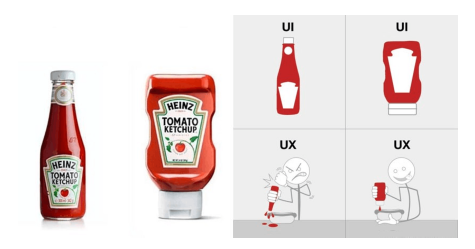 HEINZ
TOMATO
KETCHUP
HEINZ
TOMATO
KETCHUP
UI
UI
UX
UX